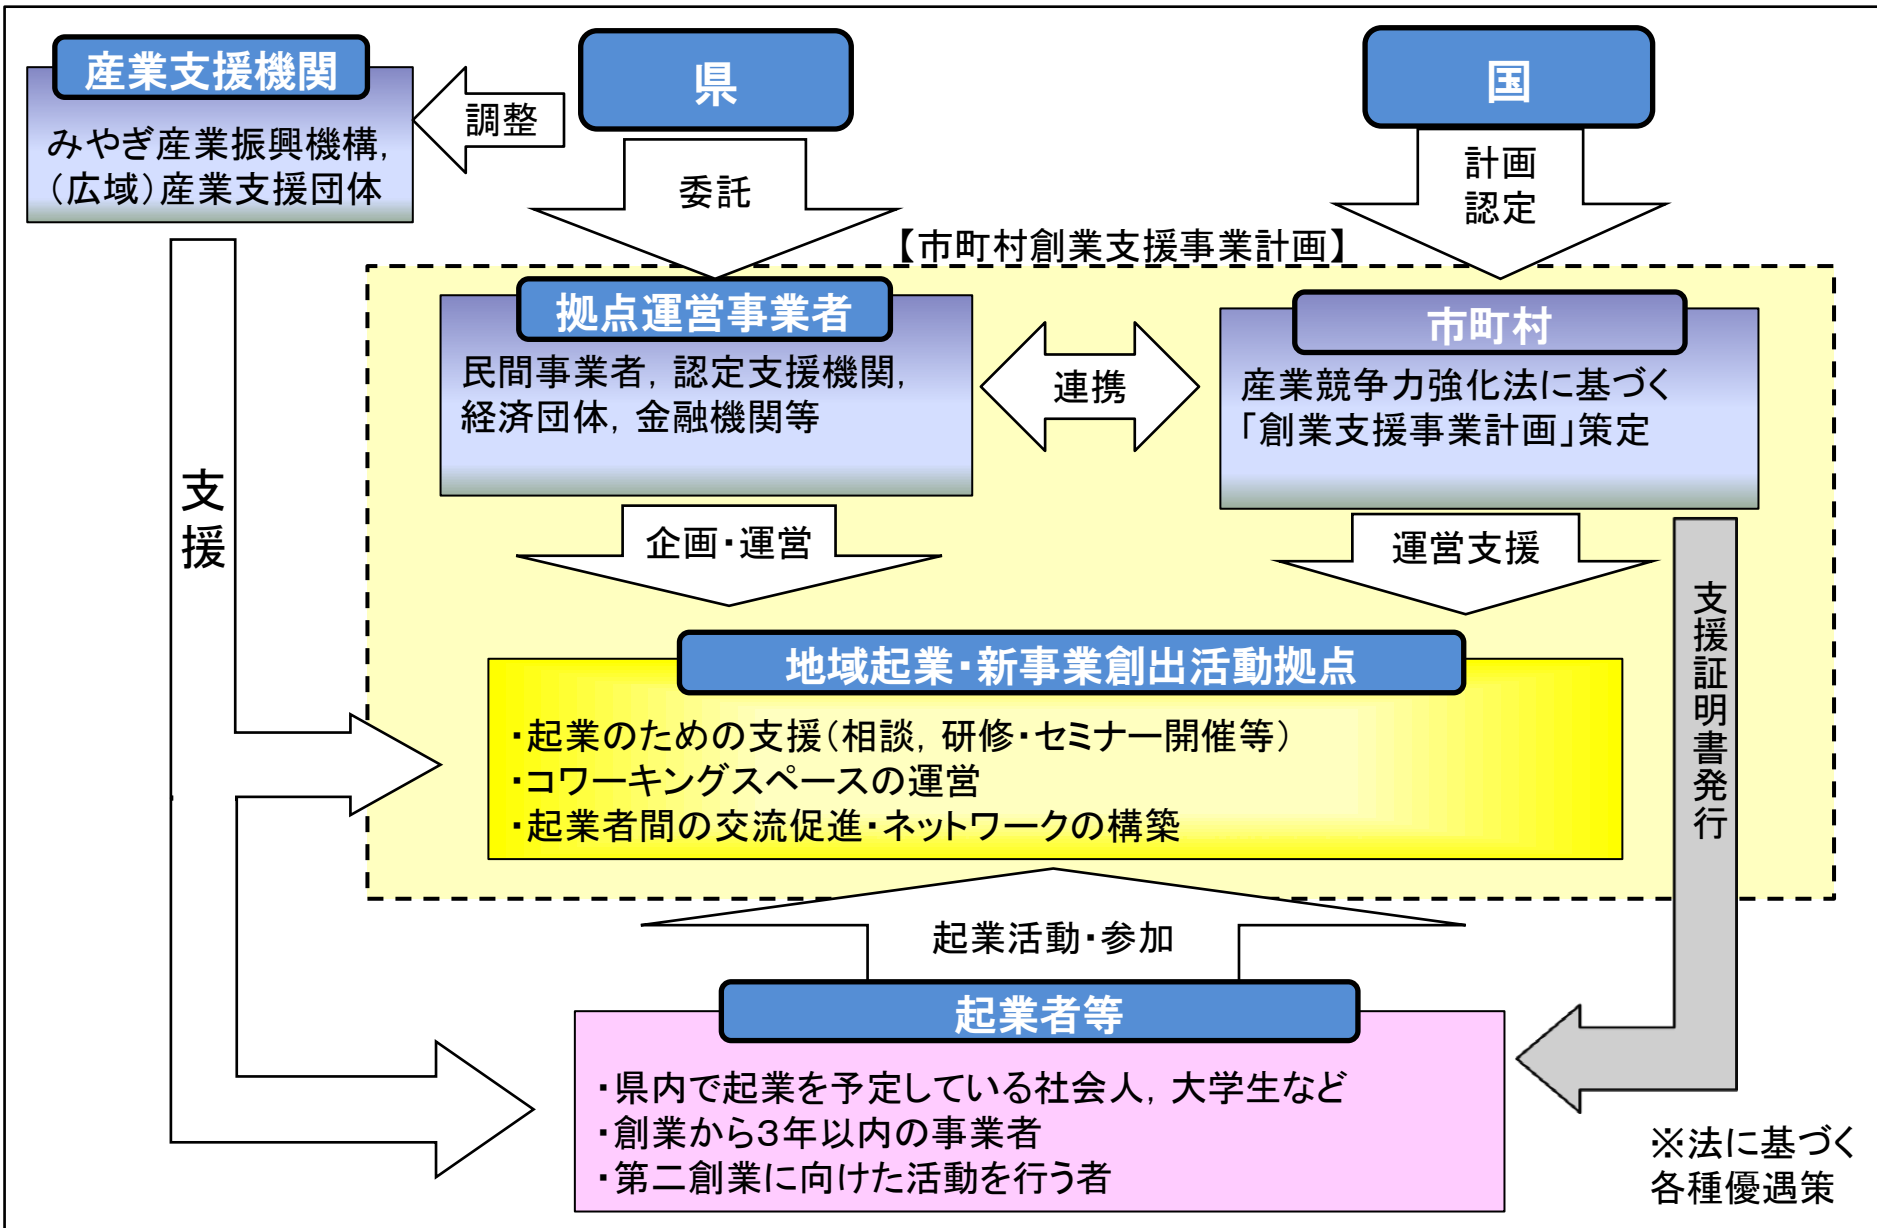 産業支援機関
みやぎ産業振興機構，
（広域）産業支援団体
調整
県
委託
国
計画
認定
【市町村創業支援事業計画】
拠点運営事業者
民間事業者，認定支援機関，
経済団体，金融機関等
連携
市町村
産業競争力強化法に基づく
「創業支援事業計画」策定
支援
企画・運営
運営支援
支援証明書発行
地域起業・新事業創出活動拠点
・起業のための支援（相談，研修・セミナー開催等）
・コワーキングスペースの運営
・起業者間の交流促進・ネットワークの構築
起業活動・参加
起業者等
・県内で起業を予定している社会人，大学生など
・創業から３年以内の事業者
・第二創業に向けた活動を行う者
※法に基づく
各種優遇策